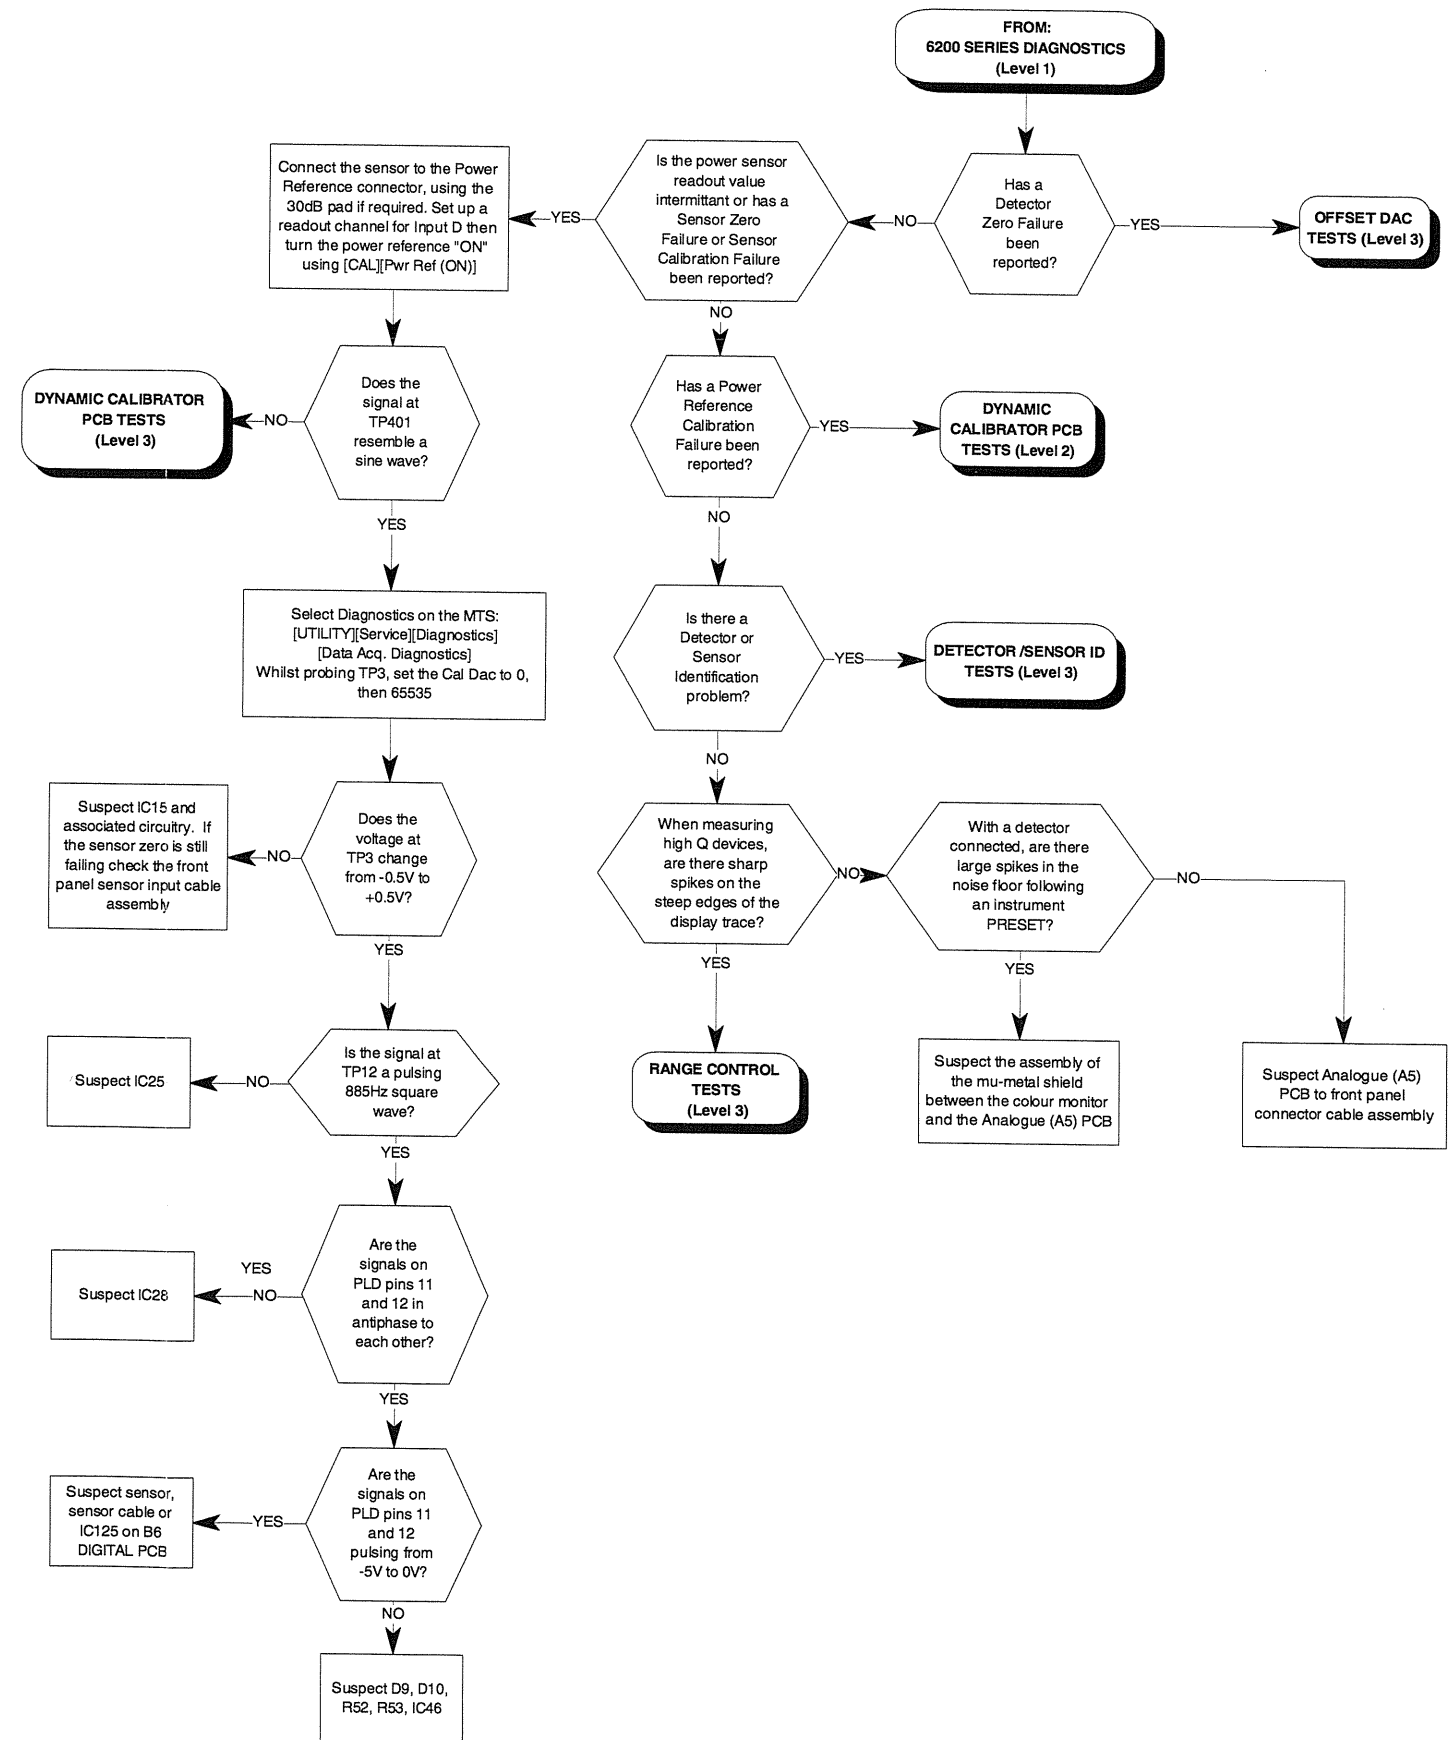 FROM:
6200 SERIES DIAGNOSTICS
(Level 1)
Has a
Detector
Zero Failure
been
reported?
YES
OFFSET DAC
TESTS (Level 3)
NO
Is the power sensor
readout value
intermittant or has a
Sensor Zero
Failure or Sensor
Calibration Failure
been reported?
YES
Connect the sensor to the Power
Reference connector, using the
30dB pad if required. Set up a
readout channel for Input D then
turn the power reference "ON"
using [CAL][Pwr Ref (ON)]
Does the
signal at
TP401
resemble a
sine wave?
NO
DYNAMIC CALIBRATOR
PCB TESTS
(Level 3)
YES
Select Diagnostics on the MTS:
[UTILITY][Service][Diagnostics]
[Data Acq. Diagnostics]
Whilst probing TP3, set the Cal Dac to 0,
then 65535
Does the
voltage at
TP3 change
from -0.5V to
+0.5V?
NO
Suspect IC15 and
associated circuitry. If
the sensor zero is still
failing check the front
panel sensor input cable
assembly
YES
Is the signal at
TP12 a pulsing
885Hz square
wave?
NO
Suspect IC25
YES
Are the
signals on
PLD pins 11
and 12 in
antiphase to
each other?
YES
NO
Suspect IC28
YES
Are the
signals on
PLD pins 11
and 12
pulsing from
-5V to 0V?
YES
Suspect sensor,
sensor cable or
IC125 on B6
DIGITAL PCB
NO
Suspect D9, D10,
R52, R53, IC46
NO
Has a Power
Reference
Calibration
Failure been
reported?
YES
DYNAMIC
CALIBRATOR PCB
TESTS (Level 2)
NO
Is there a
Detector or
Sensor
Identification
problem?
YES
DETECTOR /SENSOR ID
TESTS (Level 3)
NO
When measuring
high Q devices,
are there sharp
spikes on the
steep edges of the
display trace?
YES
RANGE CONTROL
TESTS
(Level 3)
NO
With a detector
connected, are there
large spikes in the
noise floor following
an instrument
PRESET?
YES
Suspect the assembly of
the mu-metal shield
between the colour monitor
and the Analogue (A5) PCB
NO
Suspect Analogue (A5)
PCB to front panel
connector cable assembly